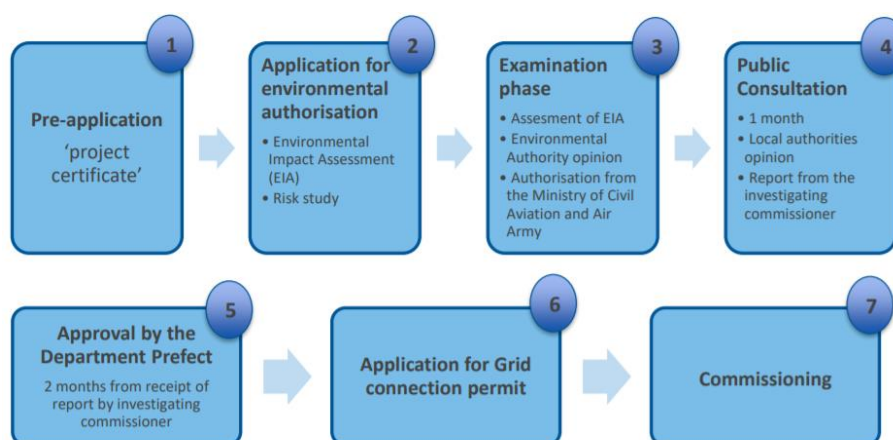 1
Pre-application
'project
certificate'
2
Application for
environmental
authorisation
• Environmental
Impact Assessment
(EIA)
• Risk study
3
Examination
phase
• Assesment of EIA
• Environmental
Authority opinion
• Authorisation from
the Ministry of Civil
Aviation and Air
Army
4
Public
Consultation
• 1 month
• Local authorities
opinion
• Report from the
investigating
commissioner
5
Approval by the
Department Prefect
2 months from receipt of
report by investigating
commissioner
6
Application for Grid
connection permit
7
Commissioning